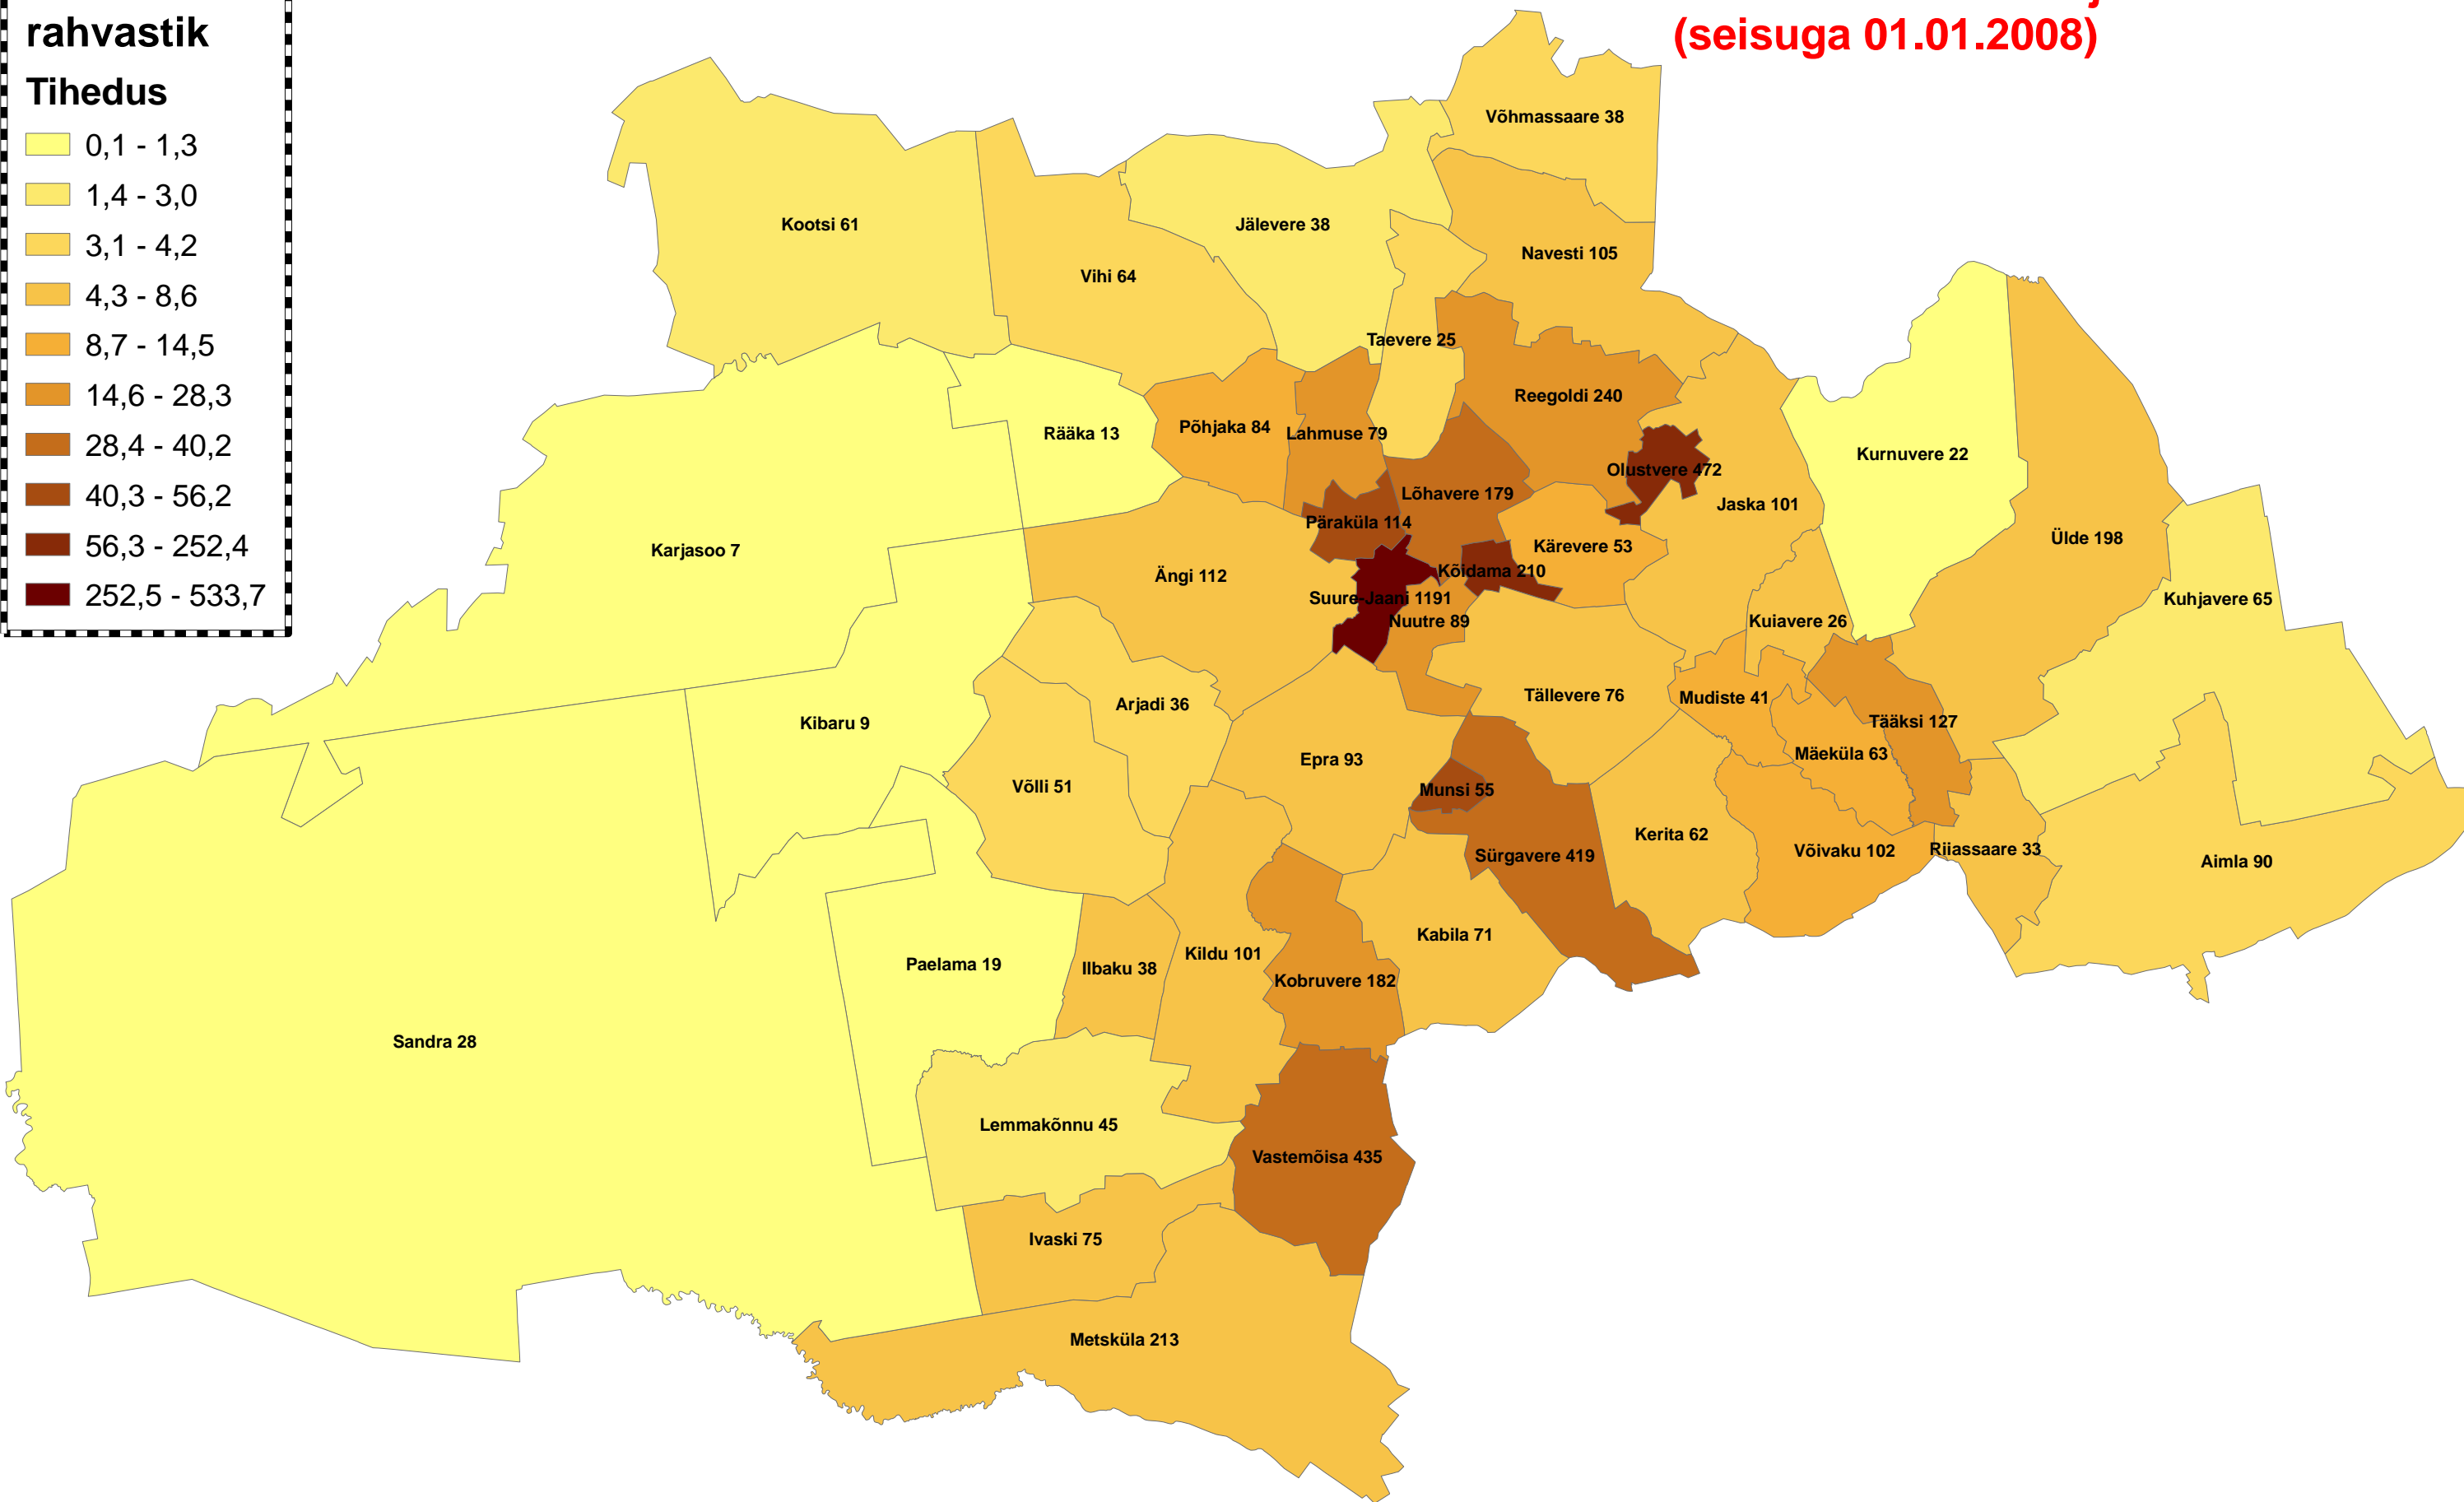 rahvastik
Tihedus
0,1 - 1,3
1,4 - 3,0
3,1 - 4,2
4,3 - 8,6
8,7 - 14,5
14,6 - 28,3
28,4 - 40,2
40,3 - 56,2
56,3 - 252,4
252,5 - 533,7
(seisuga 01.01.2008)
Võhmassaare 38
Kootsi 61
Jälevere 38
Navesti 105
Vihi 64
Taevere 25
Reegoldi 240
Rääka 13
Põhjaka 84
Lahmuse 79
Kurnuvere 22
Olustvere 472
Lõhavere 179
Jaska 101
Päraküla 114
Ülde 198
Karjasoo 7
Kärevere 53
Kõidama 210
Ängi 112
Suure-Jaani 1191
Kuhjavere 65
Nuutre 89
Kuiavere 26
Tällevere 76
Mudiste 41
Arjadi 36
Kibaru 9
Tääksi 127
Mäeküla 63
Epra 93
Võlli 51
Munsi 55
Kerita 62
Sürgavere 419
Võivaku 102
Riiassaare 33
Aimla 90
Kabila 71
Kildu 101
Paelama 19
Ilbaku 38
Kobruvere 182
Sandra 28
Lemmakõnnu 45
Vastemõisa 435
Ivaski 75
Metsküla 213